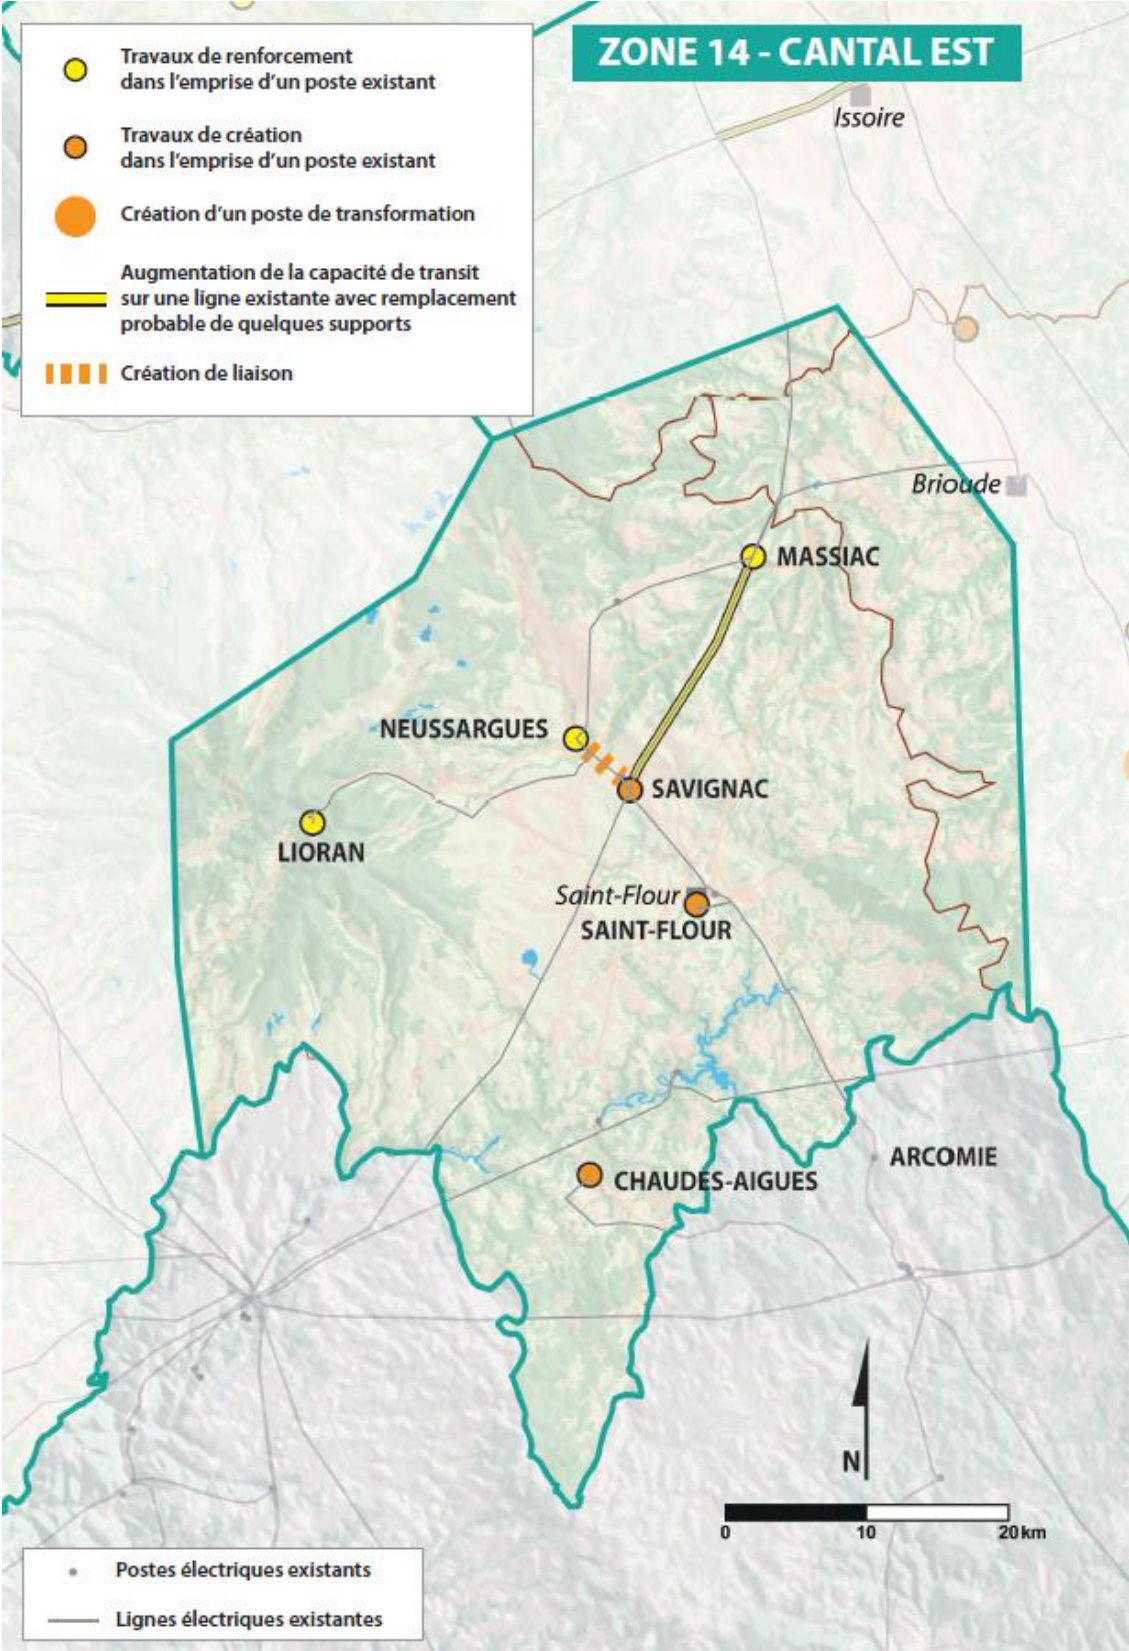 ZONE 14 - CANTAL EST
Travaux de renforcement
dans l'emprise d'un poste existant
Travaux de création
dans l'emprise d'un poste existant
Création d'un poste de transformation
Augmentation de la capacité de transit
sur une ligne existante avec remplacement
probable de quelques supports
Création de liaison
Issoire
Brioude
MASSIAC
NEUSSARGUES
SAVIGNAC
LIORAN
Saint-Flour
SAINT-FLOUR
ARCOMIE
CHAUDES-AIGUES
N
0 10 20 km
Postes électriques existants
Lignes électriques existantes